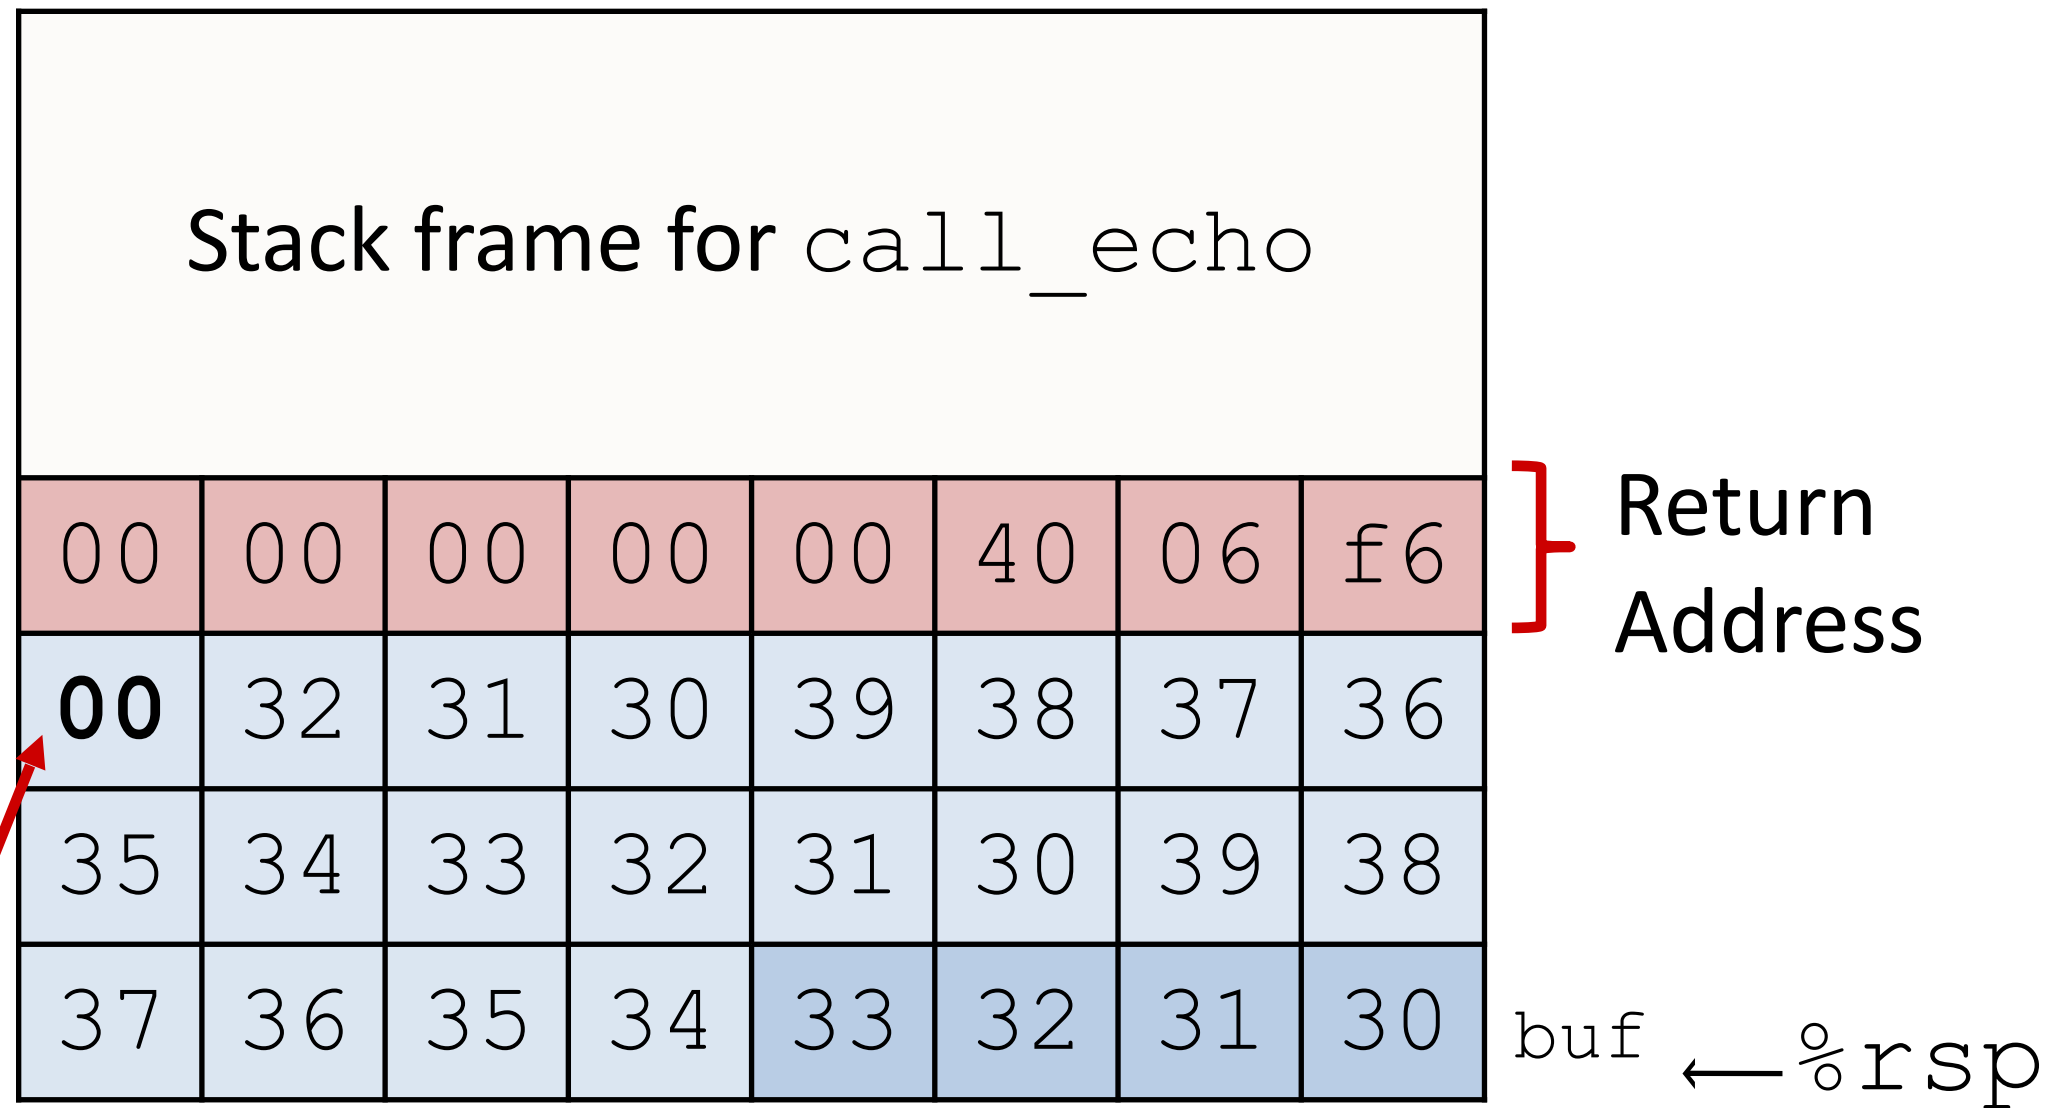 Stack frame for call_echo
00 00 00 00 00 40 06 f6
Return
Address
00 32 31 30 39 38 37 36
35 34 33 32 31 30 39 38
37 36 35 34 33 32 31 30
buf ←%rsp